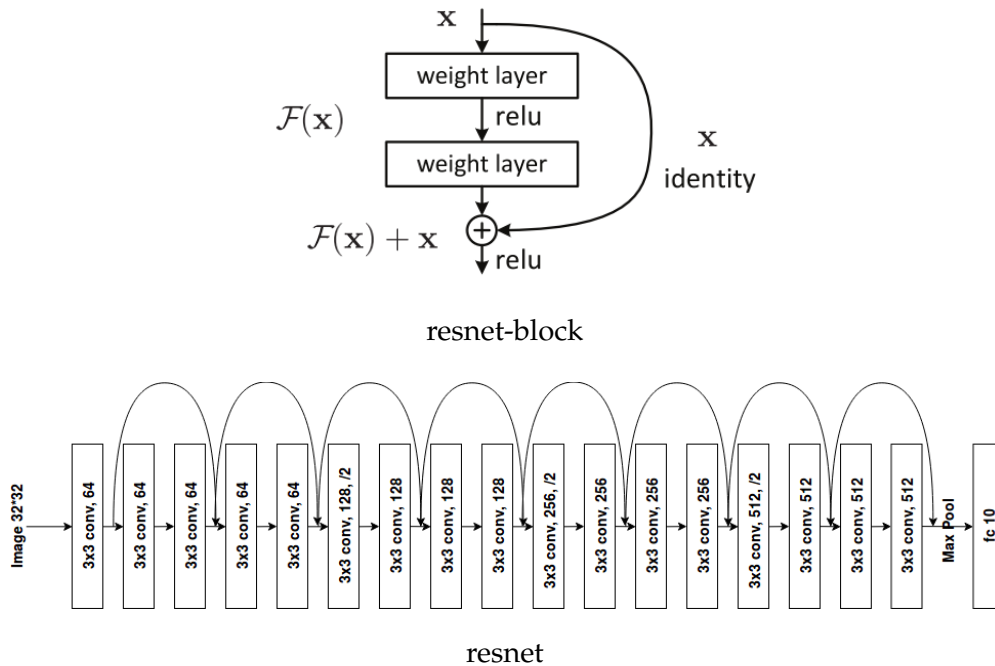 x
weight layer
F(x)
relu
x
weight layer
identity
F(x) + x
relu
resnet-block
Image 32*32
3x3 conv, 64
3x3 conv, 64
3x3 conv, 64
3x3 conv, 64
3x3 conv, 64
3x3 conv, 128, /2
3x3 conv, 128
3x3 conv, 128
3x3 conv, 128
3x3 conv, 256, /2
3x3 conv, 256
3x3 conv, 256
3x3 conv, 256
3x3 conv, 512, /2
3x3 conv, 512
3x3 conv, 512
3x3 conv, 512
Max Pool
fc 10
resnet